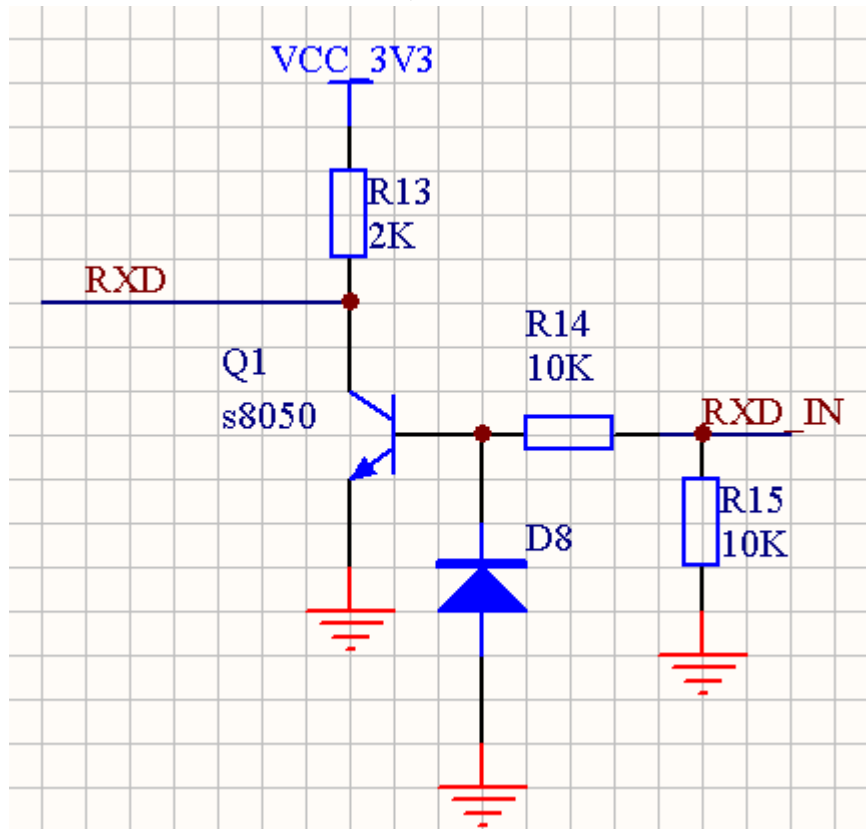 VCC_3V3
R13
2K
RXD
R14
10K
Q1
s8050
RXD_IN
R15
10K
D8